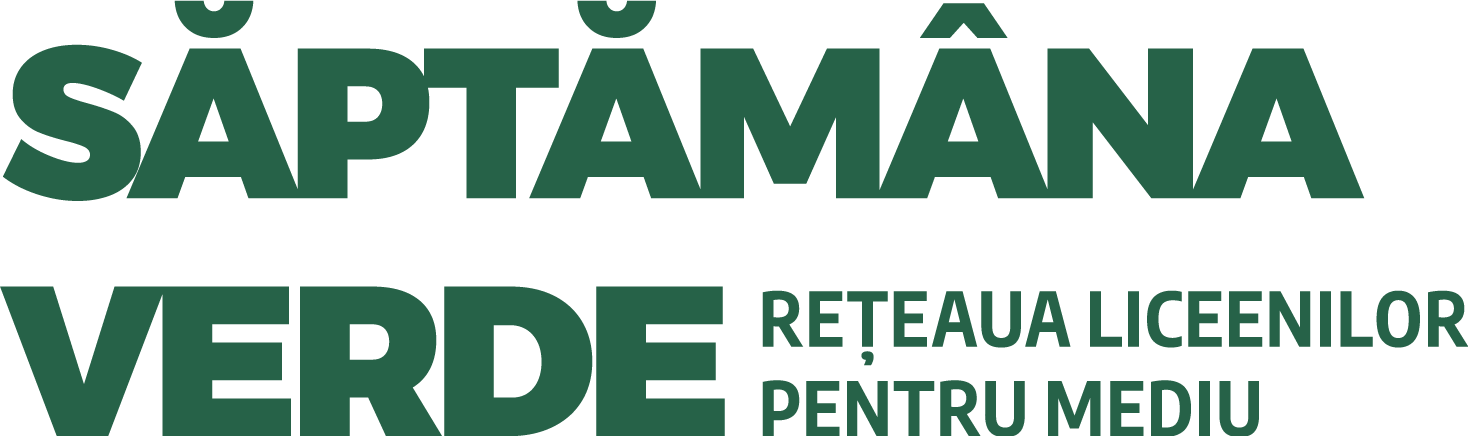 SĂPTĂMÂNA
VERDE
REȚEAUA LICEENILOR
PENTRU MEDIU